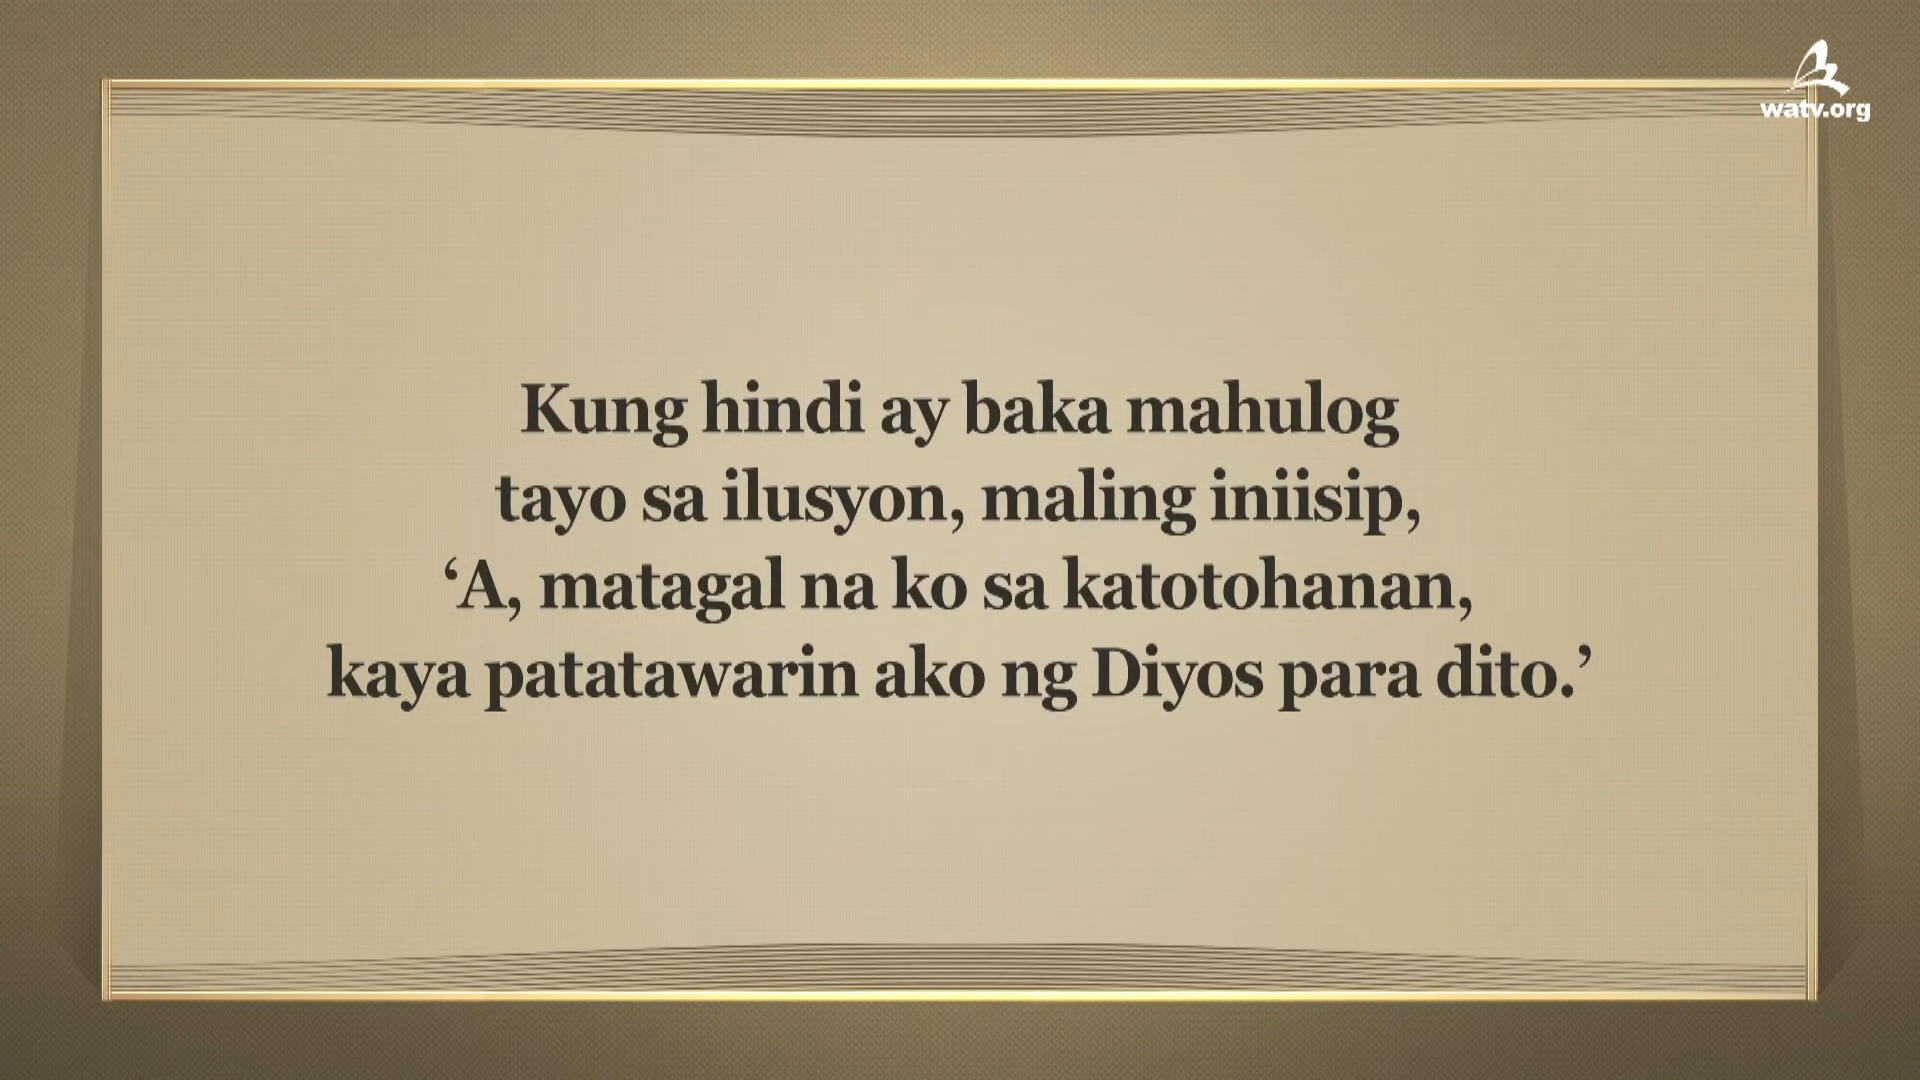 watv.org
Kung hindi ay baka mahulog
tayo sa ilusyon, maling iniisip,
‘A, matagal na ko sa katotohanan,
kaya patatawarin ako ng Diyos para dito.’